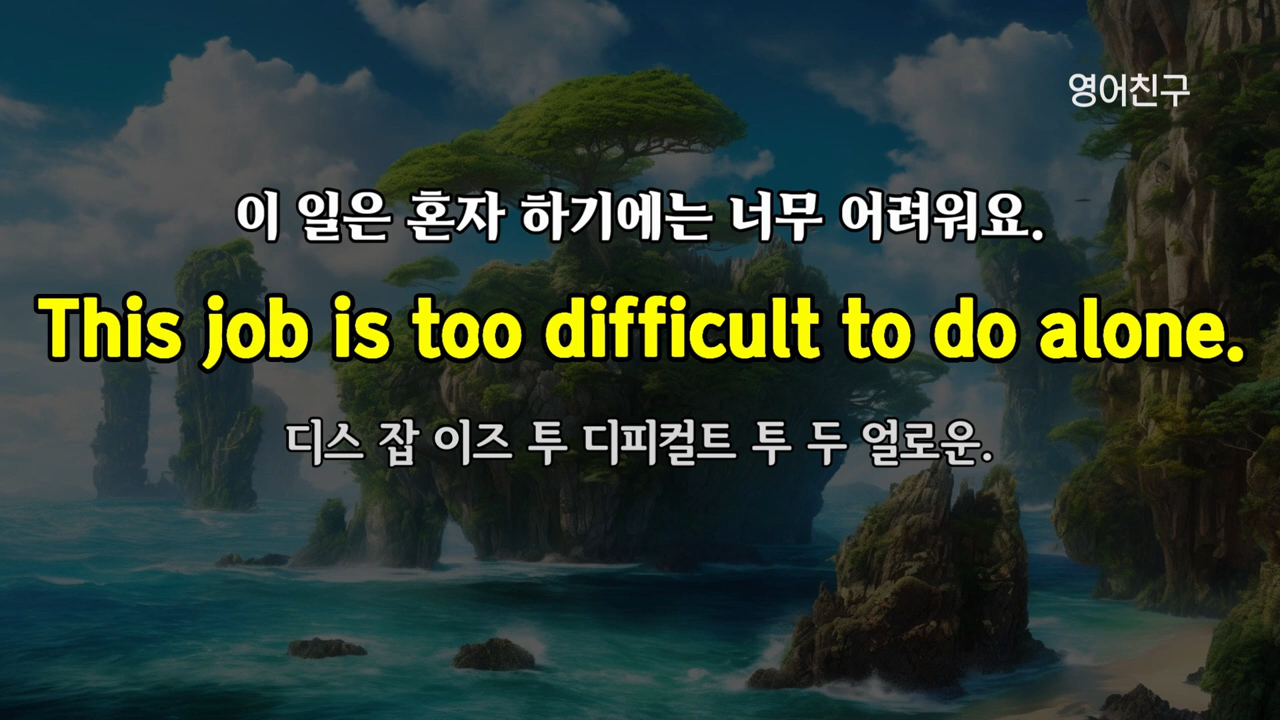 영어친구
이 일은 혼자 하기에는 너무 어려워요.
This job is too difficult to do alone.
디스 잡 이즈 투 디피컬트 투 두 얼로운.